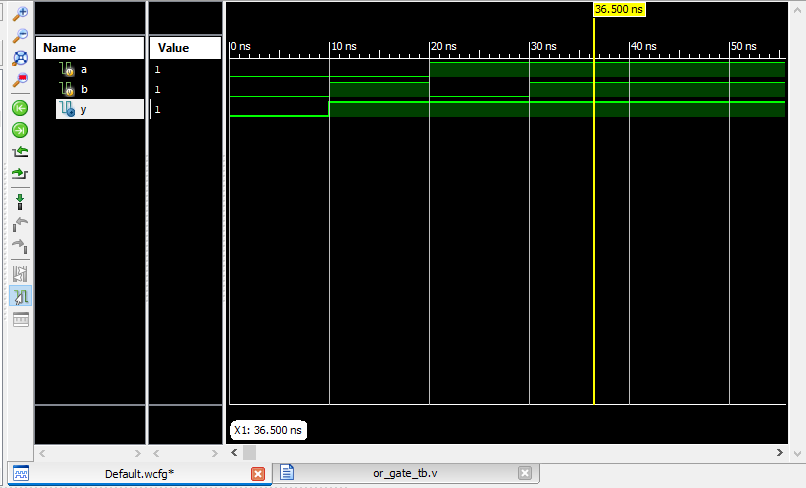 36.500 ns
Name
Value
0 ns
10 ns
20 ns
30 ns
40 ns
50 ns
a
1
b
1
y
1
X1: 36.500 ns
Default.wcfg*
or_gate_tb.v